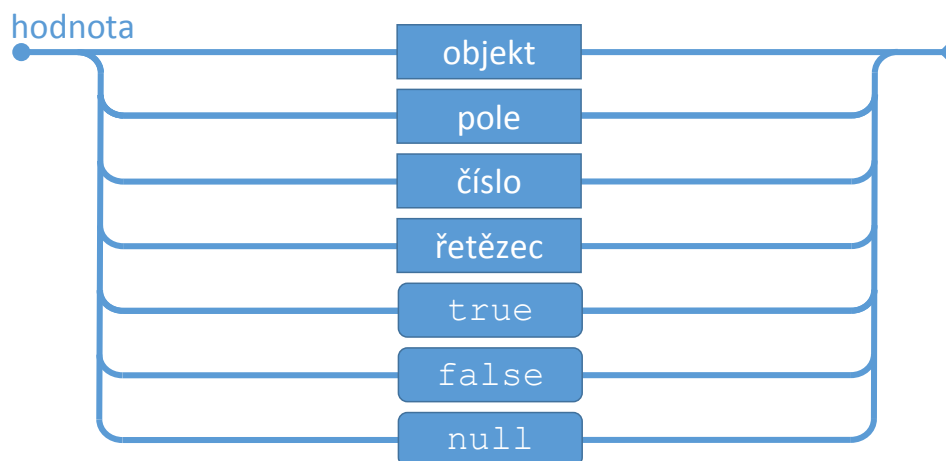 hodnota
objekt
pole
číslo
řetězec
true
false
null